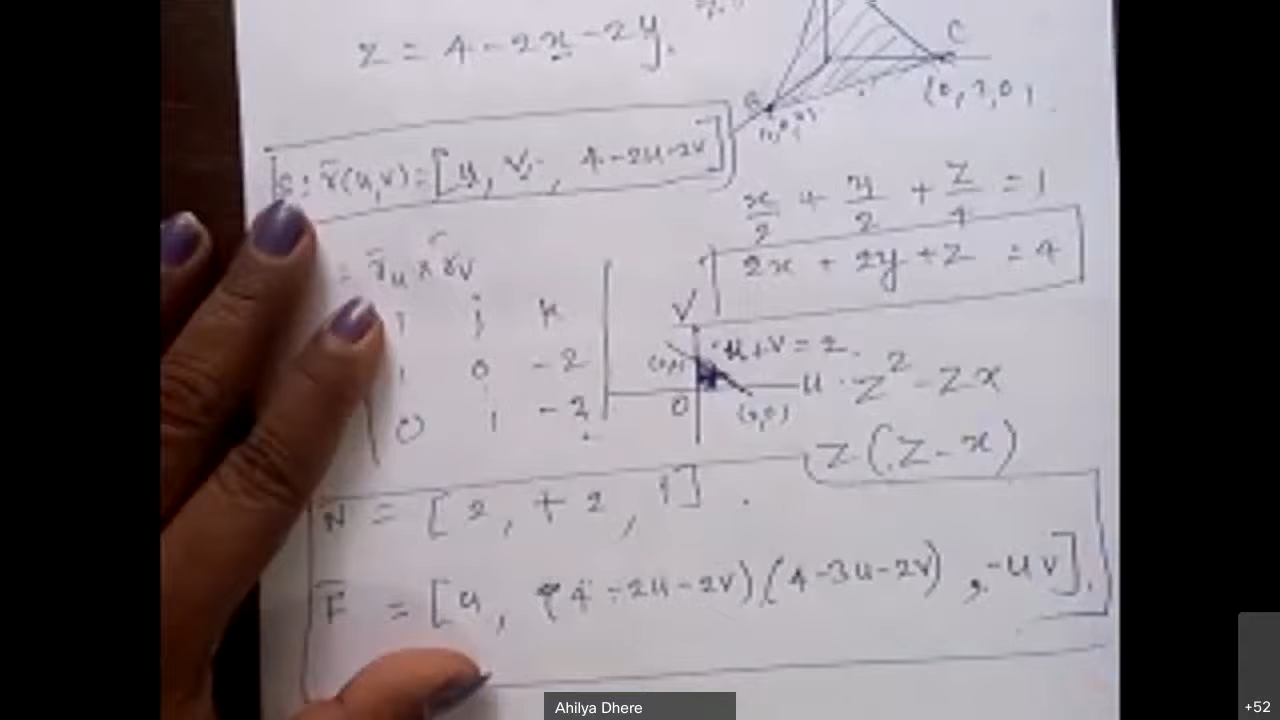 z = 4 - 2x - 2y.
C
(0, 2, 0)
S : r̄(u,v) = [u, v, 4-2u-2v]
x/2 + y/2 + z/4 = 1
2x + 2y + z = 4
= r̄u × r̄v
i j k
1 0 -2
0 1 -2
V
u+v = 2.
u
0
(2,0)
z² - zx
z(z-x)
N̄ = [2, +2, 1].
F̄ = [u, (4-2u-2v)(4-3u-2v), -uv].
Ahilya Dhere
+52